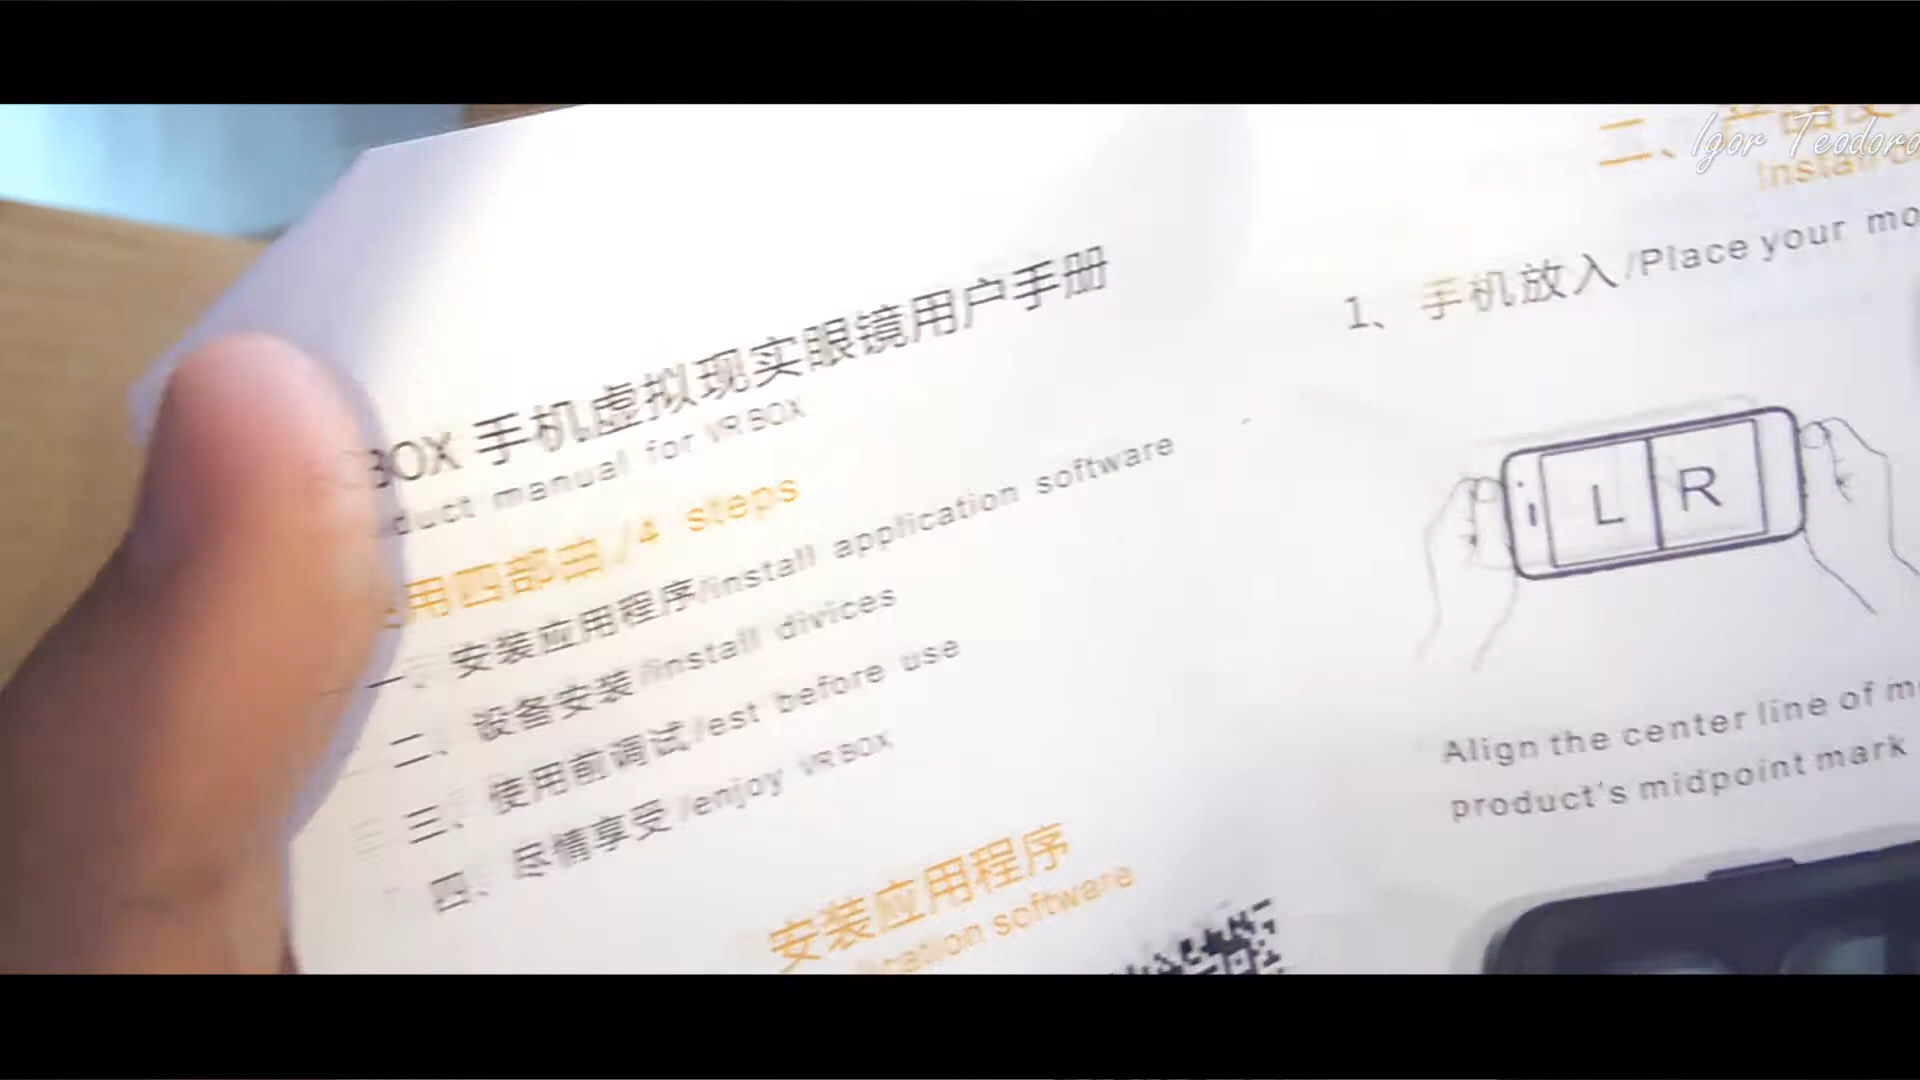 BOX 手机虚拟现实眼镜用户手册
duct manual for VR BOX
用四部曲/4 steps
一、安装应用程序/install application software
二、设备安装/install divices
三、使用前调试/est before use
四、尽情享受/enjoy VR BOX
安装应用程序
software
二、
1、手机放入/Place your
L R
Align the center line of
product's midpoint mark
Igor Teodoro